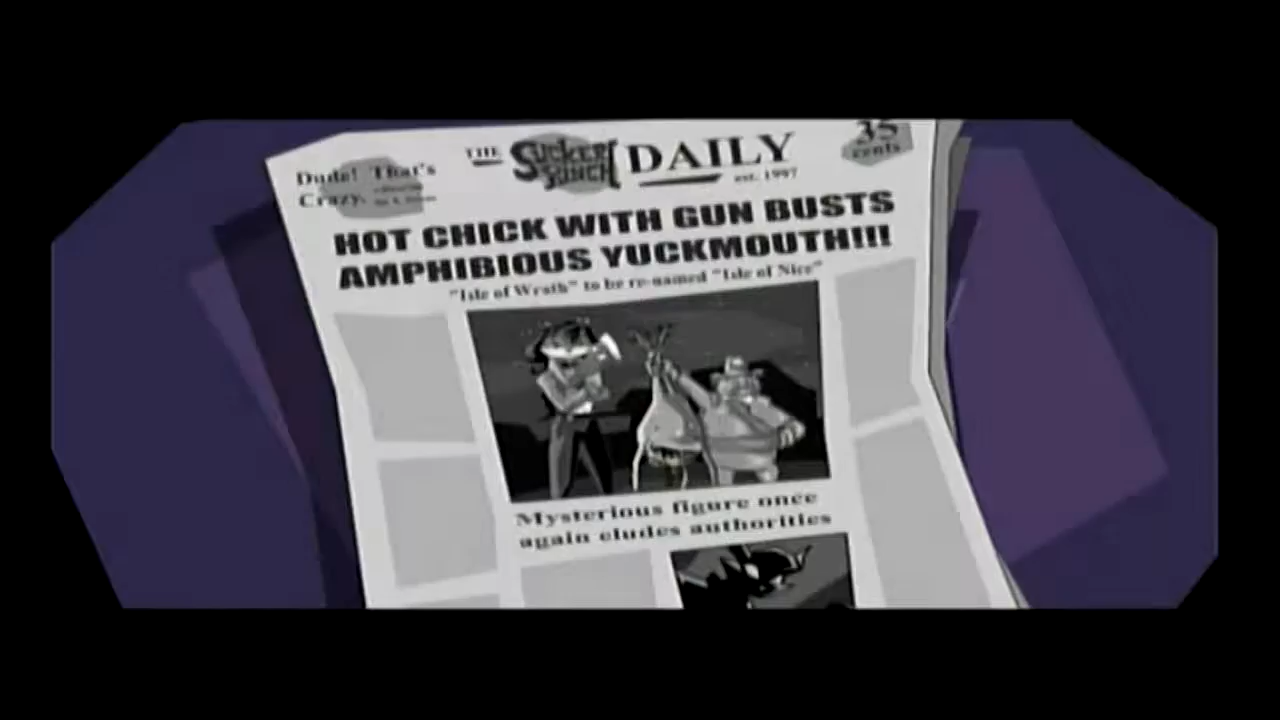 Dude! That's
Crazy.
THE SUCKER PUNCH DAILY
est. 1997
35
cents
HOT CHICK WITH GUN BUSTS
AMPHIBIOUS YUCKMOUTH!!!
"Isle of Wrath" to be re-named "Isle of Nice"
Mysterious figure once
again eludes authorities